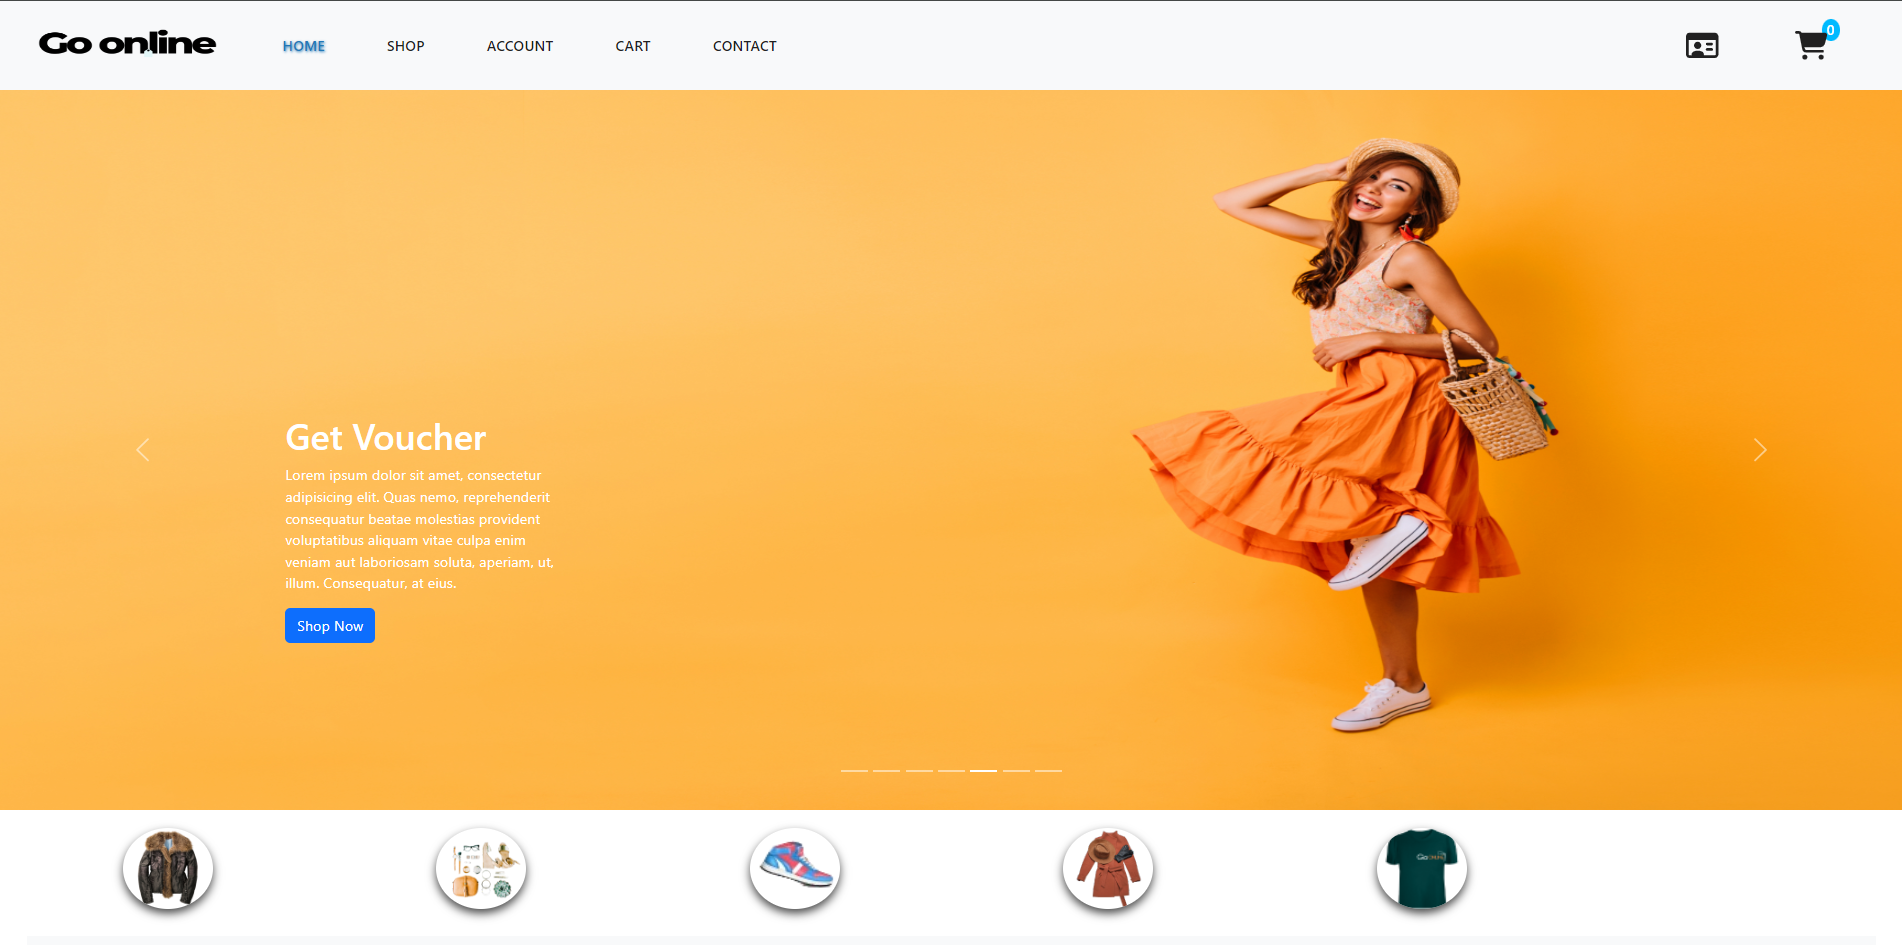 Go online
HOME
SHOP
ACCOUNT
CART
CONTACT
0
Get Voucher
Lorem ipsum dolor sit amet, consectetur
adipisicing elit. Quas nemo, reprehenderit
consequatur beatae molestias provident
voluptatibus aliquam vitae culpa enim
veniam aut laboriosam soluta, aperiam, ut,
illum. Consequatur, at eius.
Shop Now